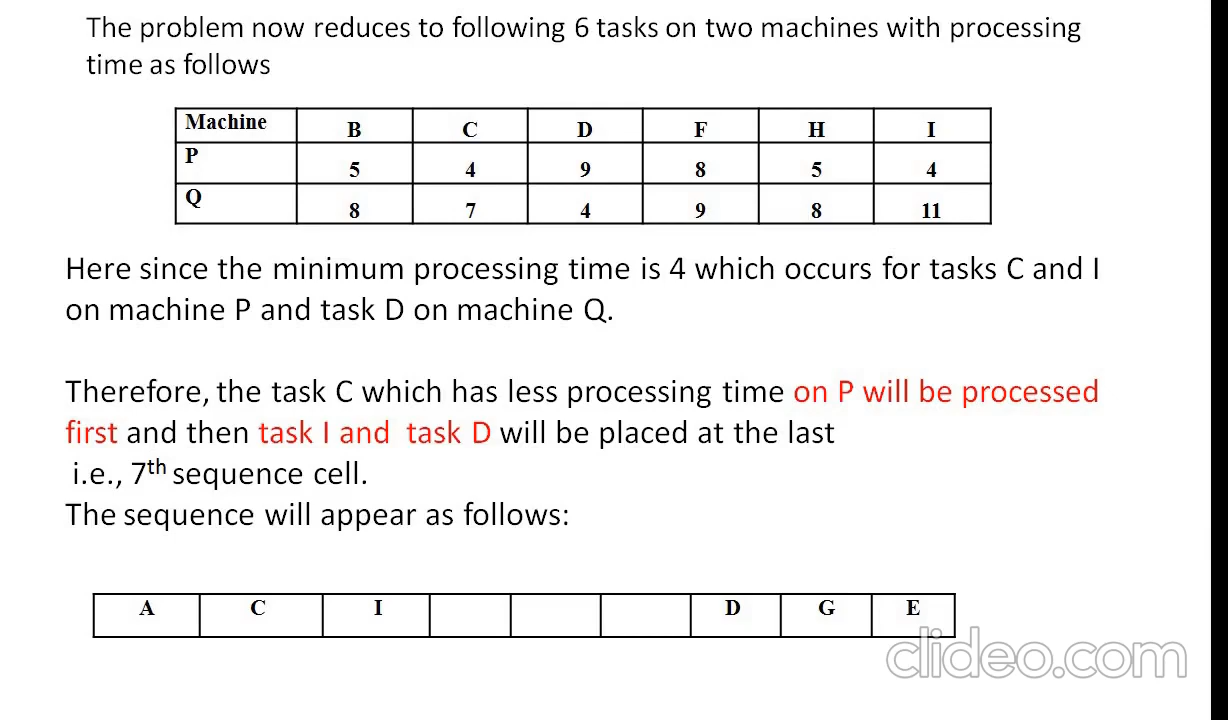 The problem now reduces to following 6 tasks on two machines with processing
time as follows
Machine B C D F H I
P 5 4 9 8 5 4
Q 8 7 4 9 8 11
Here since the minimum processing time is 4 which occurs for tasks C and I
on machine P and task D on machine Q.
Therefore, the task C which has less processing time on P will be processed
first and then task I and task D will be placed at the last
i.e., 7th sequence cell.
The sequence will appear as follows:
A C I D G E
clideo.com